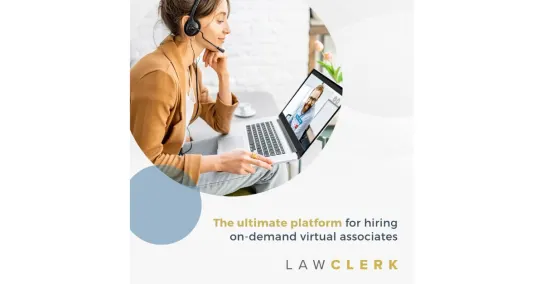 The ultimate platform for hiring
on-demand virtual associates
LAWCLERK